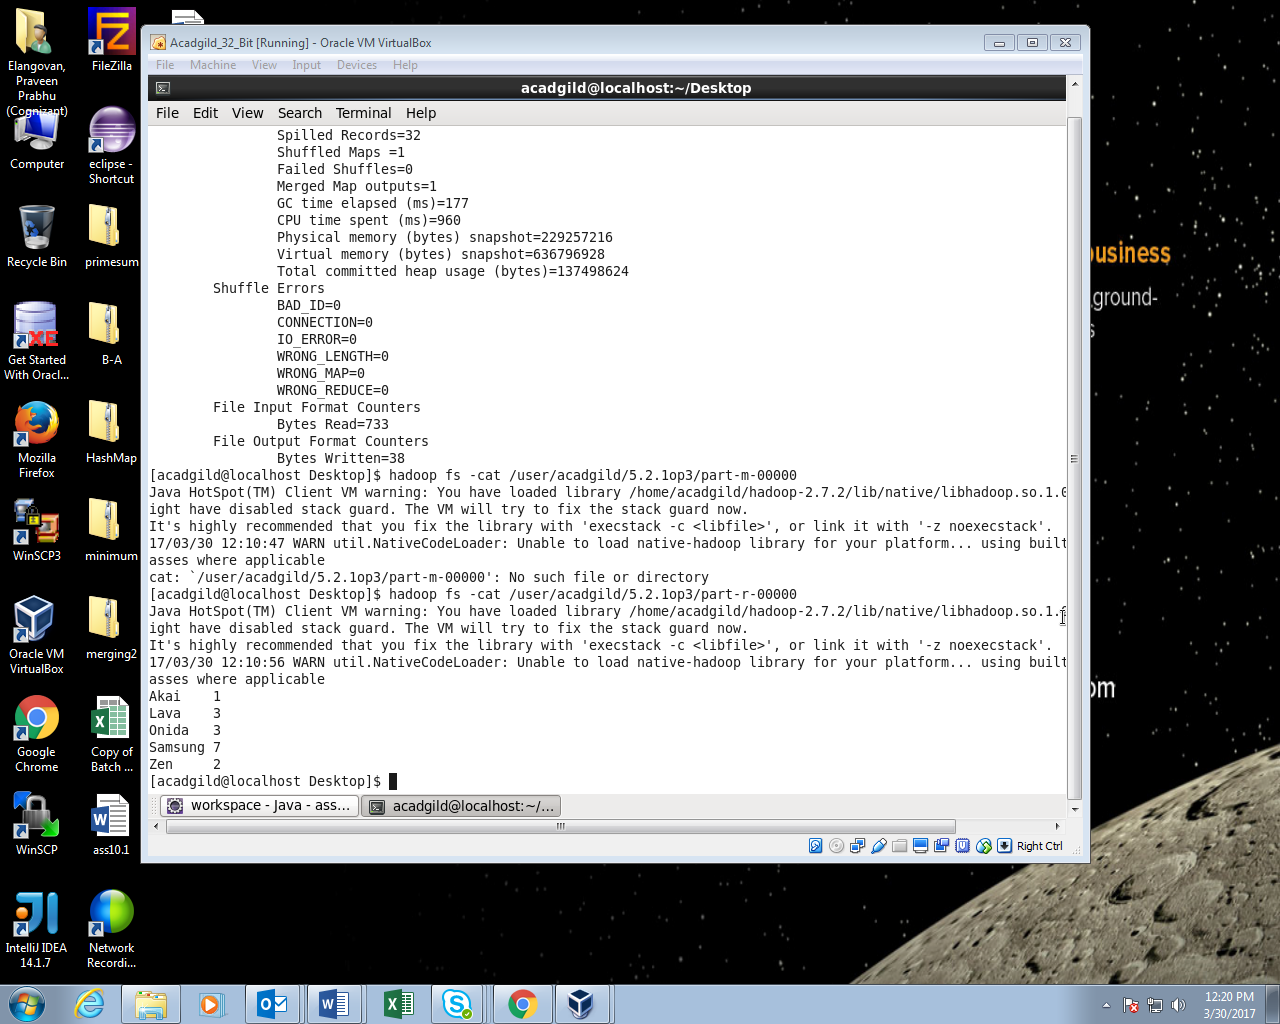 Elangovan,
Praveen
Prabhu
(Cognizant)
FileZilla
Computer
eclipse -
Shortcut
Recycle Bin
primesum
Get Started
With Oracl...
B-A
Mozilla
Firefox
HashMap
WinSCP3
minimum
Oracle VM
VirtualBox
merging2
Google
Chrome
Copy of
Batch ...
WinSCP
ass10.1
IntelliJ IDEA
14.1.7
Network
Recordi...
XE
Acadgild_32_Bit [Running] - Oracle VM VirtualBox
File Machine View Input Devices Help
acadgild@localhost:~/Desktop
File Edit View Search Terminal Help
Spilled Records=32
Shuffled Maps =1
Failed Shuffles=0
Merged Map outputs=1
GC time elapsed (ms)=177
CPU time spent (ms)=960
Physical memory (bytes) snapshot=229257216
Virtual memory (bytes) snapshot=636796928
Total committed heap usage (bytes)=137498624
Shuffle Errors
BAD_ID=0
CONNECTION=0
IO_ERROR=0
WRONG_LENGTH=0
WRONG_MAP=0
WRONG_REDUCE=0
File Input Format Counters
Bytes Read=733
File Output Format Counters
Bytes Written=38
[acadgild@localhost Desktop]$ hadoop fs -cat /user/acadgild/5.2.1op3/part-m-00000
Java HotSpot(TM) Client VM warning: You have loaded library /home/acadgild/hadoop-2.7.2/lib/native/libhadoop.so.1.0
ight have disabled stack guard. The VM will try to fix the stack guard now.
It's highly recommended that you fix the library with 'execstack -c <libfile>', or link it with '-z noexecstack'.
17/03/30 12:10:47 WARN util.NativeCodeLoader: Unable to load native-hadoop library for your platform... using built
asses where applicable
cat: `/user/acadgild/5.2.1op3/part-m-00000': No such file or directory
[acadgild@localhost Desktop]$ hadoop fs -cat /user/acadgild/5.2.1op3/part-r-00000
Java HotSpot(TM) Client VM warning: You have loaded library /home/acadgild/hadoop-2.7.2/lib/native/libhadoop.so.1.
ight have disabled stack guard. The VM will try to fix the stack guard now.
It's highly recommended that you fix the library with 'execstack -c <libfile>', or link it with '-z noexecstack'.
17/03/30 12:10:56 WARN util.NativeCodeLoader: Unable to load native-hadoop library for your platform... using built
asses where applicable
Akai 1
Lava 3
Onida 3
Samsung 7
Zen 2
[acadgild@localhost Desktop]$
workspace - Java - ass...
acadgild@localhost:~/...
Right Ctrl
business
ground-
s
om
12:20 PM
3/30/2017